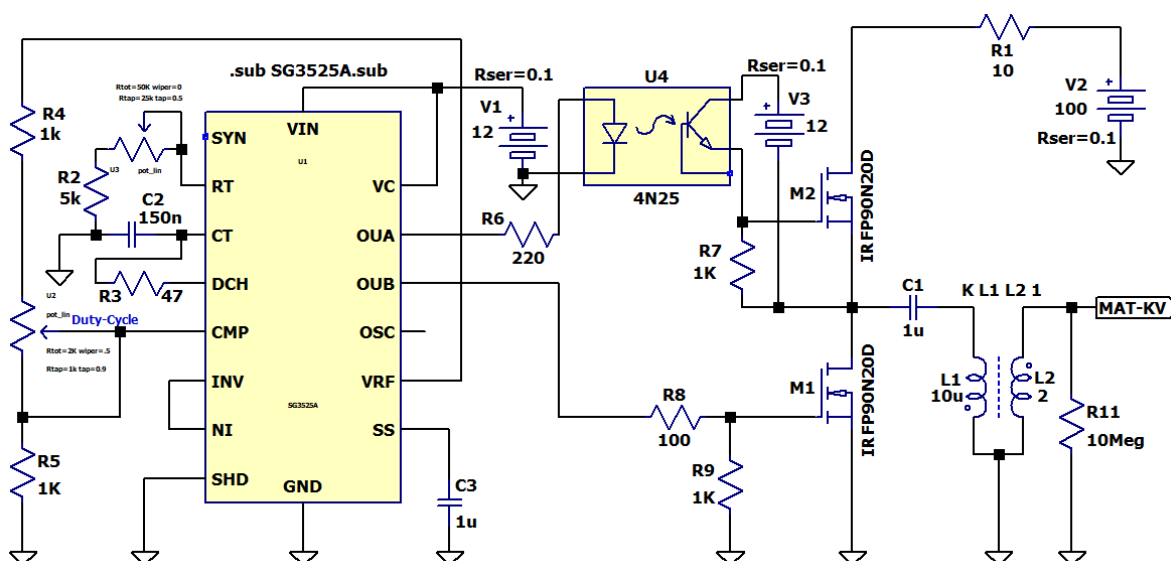 .sub SG3525A.sub
R4
1k
Rtot=50K wiper=0
Rtap=25k tap=0.5
U3
pot_lin
R2
5k
C2
150n
R3
47
U2
pot_lin
Duty-Cycle
Rtot=2K wiper=.5
Rtap=1k tap=0.9
R5
1K
SYN
VIN
U1
RT
VC
CT
OUA
DCH
OUB
CMP
OSC
INV
VRF
SG3525A
NI
SS
SHD
GND
C3
1u
Rser=0.1
V1
12
R6
220
U4
4N25
Rser=0.1
V3
12
R7
1K
R8
100
R9
1K
M2
IRFP90N20D
M1
IRFP90N20D
R1
10
V2
100
Rser=0.1
C1
1u
K L1 L2 1
L1
10u
L2
2
MAT-KV
R11
10Meg